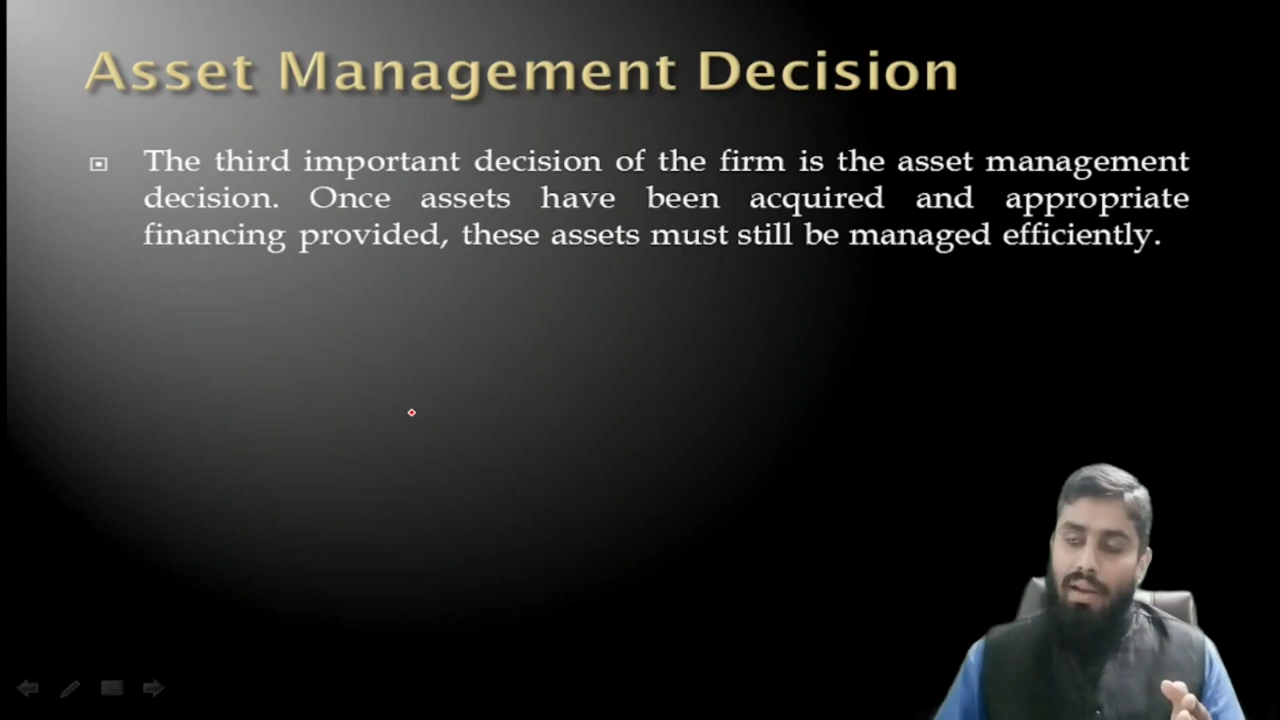 Asset Management Decision
The third important decision of the firm is the asset management
decision. Once assets have been acquired and appropriate
financing provided, these assets must still be managed efficiently.